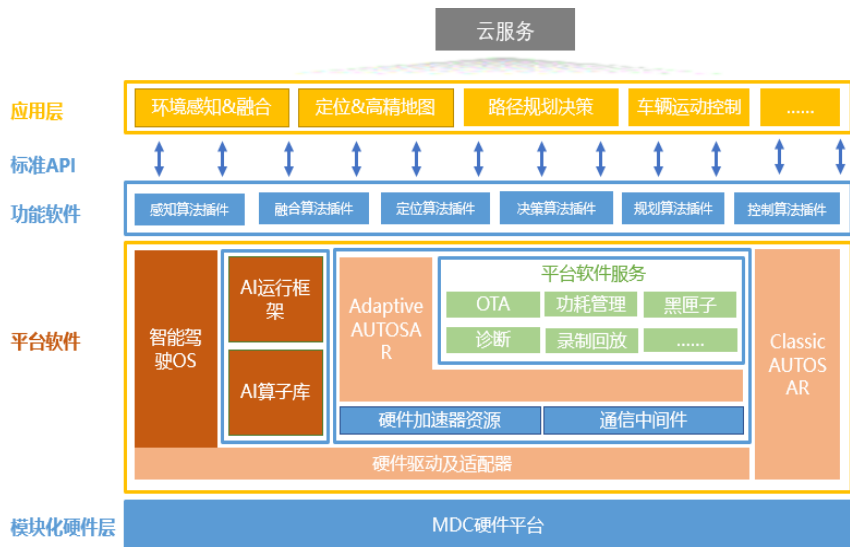 云服务
应用层
环境感知&融合
定位&高精地图
路径规划决策
车辆运动控制
......
标准API
功能软件
感知算法插件
融合算法插件
定位算法插件
决策算法插件
规划算法插件
控制算法插件
平台软件
智能驾
驶OS
AI运行框
架
AI算子库
Adaptive
AUTOSA
R
平台软件服务
OTA
功耗管理
黑匣子
诊断
录制回放
......
硬件加速器资源
通信中间件
Classic
AUTOS
AR
硬件驱动及适配器
模块化硬件层
MDC硬件平台